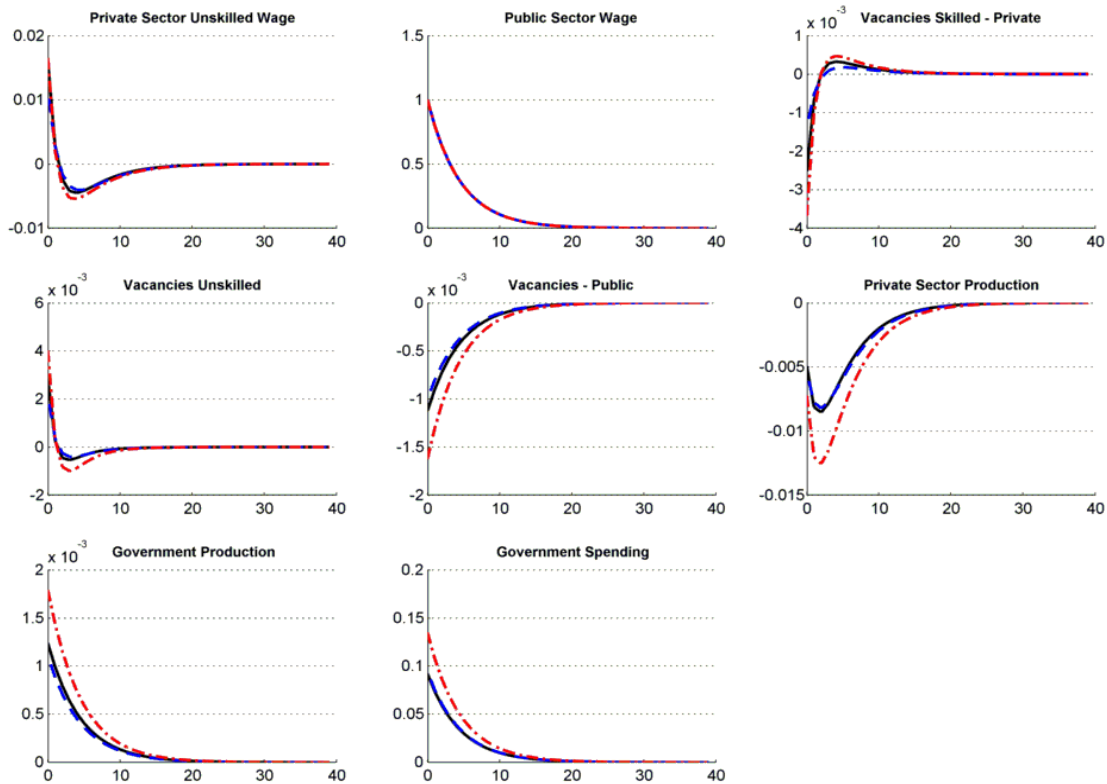 Private Sector Unskilled Wage
0.02
0.01
0
-0.01
0 10 20 30 40
Public Sector Wage
1.5
1
0.5
0
0 10 20 30 40
Vacancies Skilled - Private
x 10⁻³
1
0
-1
-2
-3
-4
0 10 20 30 40
Vacancies Unskilled
x 10⁻³
6
4
2
0
-2
0 10 20 30 40
Vacancies - Public
x 10⁻³
0
-0.5
-1
-1.5
-2
0 10 20 30 40
Private Sector Production
0
-0.005
-0.01
-0.015
0 10 20 30 40
Government Production
x 10⁻³
2
1.5
1
0.5
0
0 10 20 30 40
Government Spending
0.2
0.15
0.1
0.05
0
0 10 20 30 40